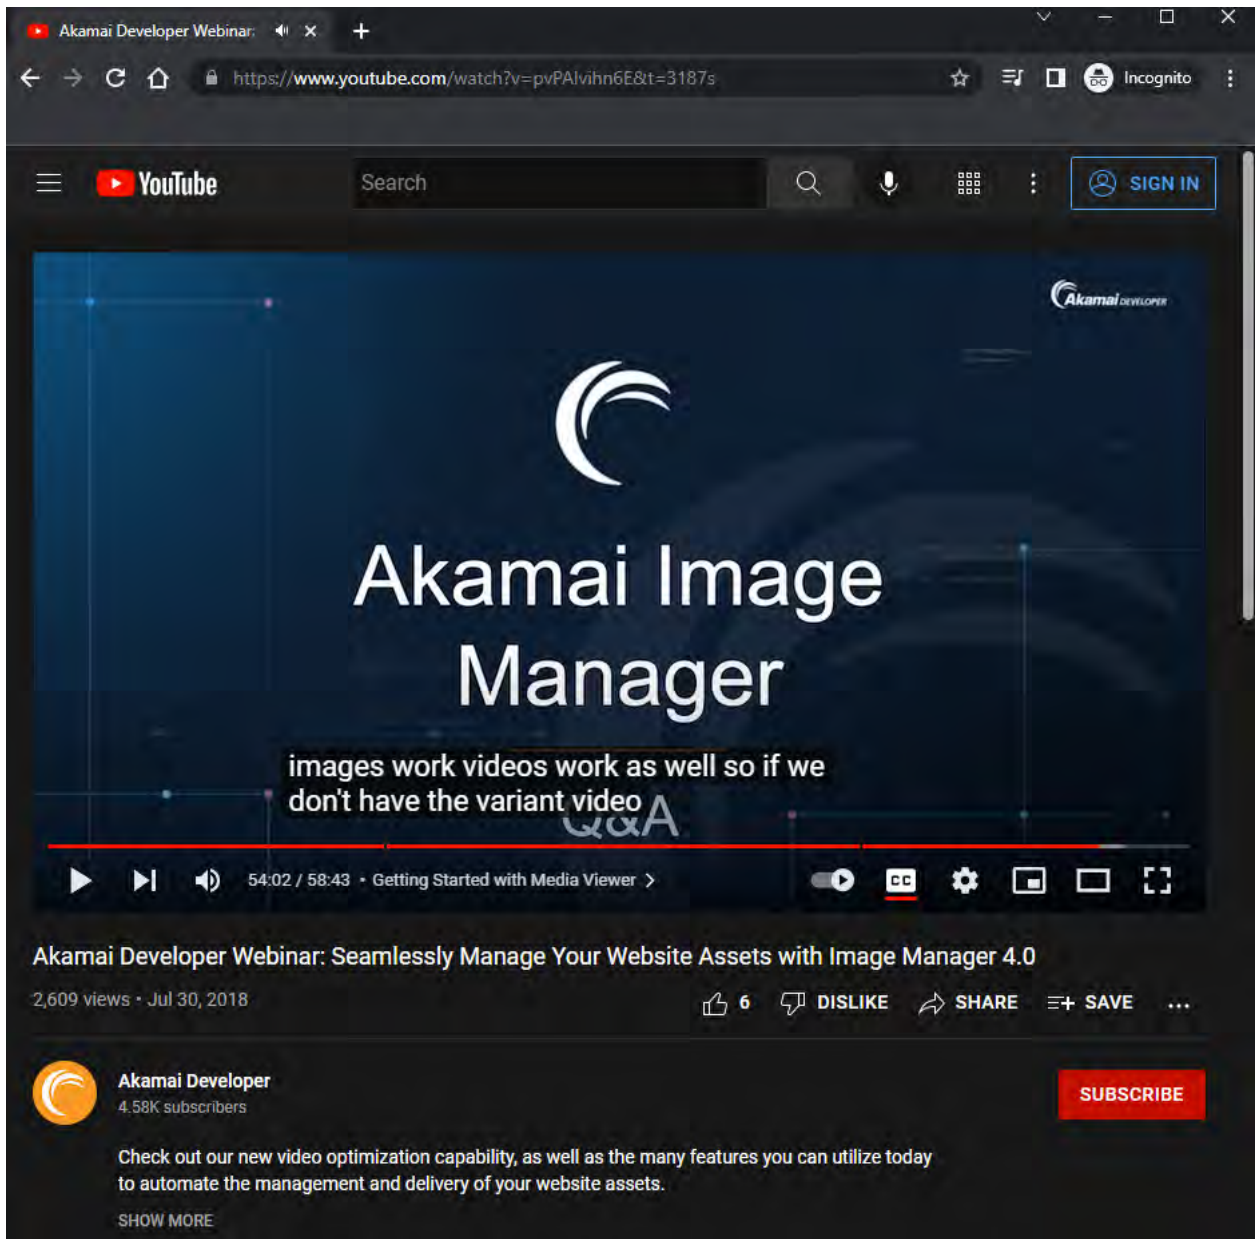 Akamai Developer Webinar:
https://www.youtube.com/watch?v=pvPAlvihn6E&t=3187s
Incognito
YouTube
Search
SIGN IN
Akamai DEVELOPER
Akamai Image
Manager
images work videos work as well so if we
don't have the variant video
Q&A
54:02 / 58:43 • Getting Started with Media Viewer >
CC
Akamai Developer Webinar: Seamlessly Manage Your Website Assets with Image Manager 4.0
2,609 views • Jul 30, 2018
6 DISLIKE SHARE SAVE ...
Akamai Developer
4.58K subscribers
SUBSCRIBE
Check out our new video optimization capability, as well as the many features you can utilize today
to automate the management and delivery of your website assets.
SHOW MORE